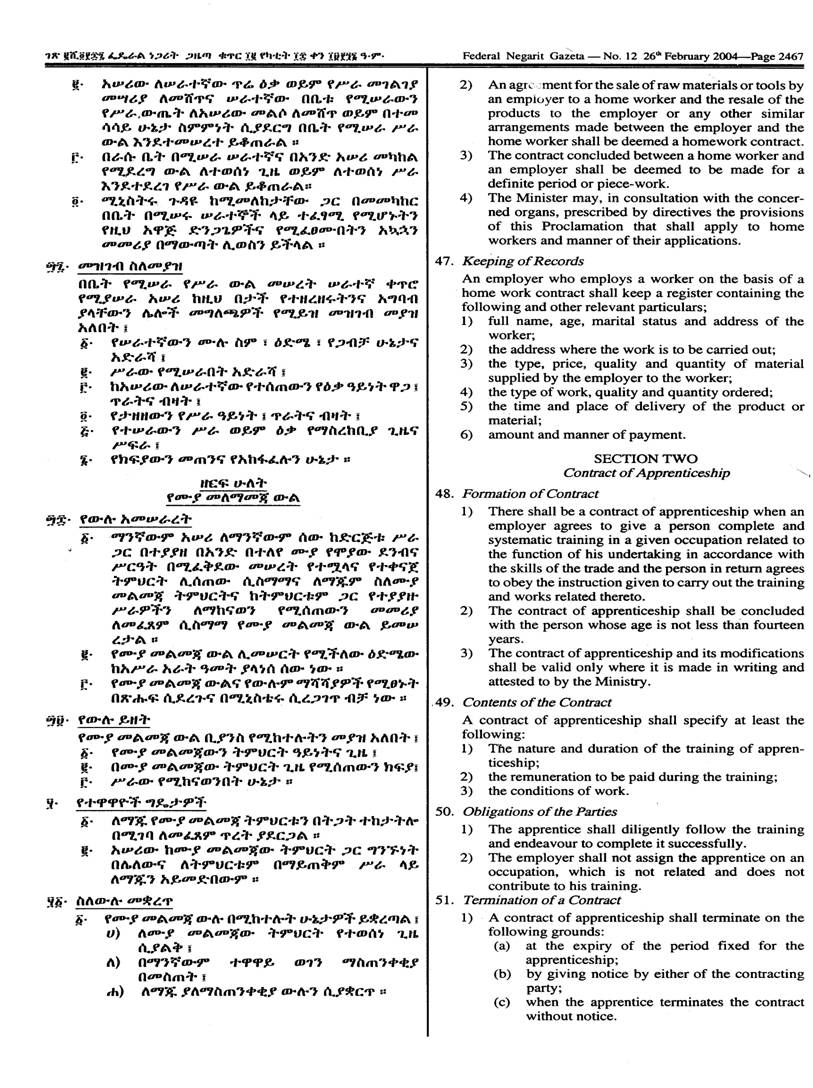 ገጽ ፪ሺ፬፻፷፯ ፌዴራል ነጋሪት ጋዜጣ ቁጥር ፲፪ የካቲት ፲፰ ቀን ፲፱፻፺፮ ዓ.ም.
፪· አሠሪው ለሠራተኛው ጥሬ ዕቃ ወይም የሥራ መገልገያ
መሣሪያ ለመሸጥና ሠራተኛው በቤቱ የሚሠራውን
የሥራ ውጤት ለአሠሪው መልሶ ለመሸጥ ወይም በተመ
ሳሳይ ሁኔታ ስምምነት ሲያደርግ በቤት የሚሠራ ሥራ
ውል እንደተመሠረተ ይቆጠራል ።
፫· በራሱ ቤት በሚሠራ ሠራተኛና በአንድ አሠሪ መካከል
የሚደረግ ውል ለተወሰነ ጊዜ ወይም ለተወሰነ ሥራ
እንደተደረገ የሥራ ውል ይቆጠራል።
፬· ሚኒስትሩ ጉዳዩ ከሚመለከታቸው ጋር በመመካከር
በቤት በሚሠሩ ሠራተኞች ላይ ተፈፃሚ የሚሆኑትን
የዚህ አዋጅ ድንጋጌዎችና የሚፈፀሙበትን አኳኋን
መመሪያ በማውጣት ሊወስን ይችላል ።
፵፯· መዝገብ ስለመያዝ
በቤት የሚሠራ የሥራ ውል መሠረት ሠራተኛ ቀጥሮ
የሚያሠራ አሠሪ ከዚህ በታች የተዘረዘሩትንና አግባብ
ያላቸውን ሌሎች መግለጫዎች የሚይዝ መዝገብ መያዝ
አለበት ፤
፩· የሠራተኛውን ሙሉ ስም ፣ ዕድሜ ፣ የጋብቻ ሁኔታና
አድራሻ ፤
፪· ሥራው የሚሠራበት አድራሻ ፤
፫· ከአሠሪው ለሠራተኛው የተሰጠውን የዕቃ ዓይነት ዋጋ ፤
ጥራትና ብዛት ፤
፬· የታዘዘውን የሥራ ዓይነት ፤ ጥራትና ብዛት ፤
፭· የተሠራውን ሥራ ወይም ዕቃ የማስረከቢያ ጊዜና
ሥፍራ ፤
፮· የክፍያውን መጠንና የአከፋፈሉን ሁኔታ ።
ዘርፍ ሁለት
የሙያ መለማመጃ ውል
፵፰· የውሉ አመሠራረት
፩· ማንኛውም አሠሪ ለማንኛውም ሰው ከድርጅቱ ሥራ
ጋር በተያያዘ በአንድ በተለየ ሙያ የሞያው ደንብና
ሥርዓት በሚፈቅደው መሠረት የተሟላና የተቀናጀ
ትምህርት ሊሰጠው ሲስማማና ለማጁም ስለሙያ
መልመጃ ትምህርትና ከትምህርቱም ጋር የተያያዙ
ሥራዎችን ለማከናወን የሚሰጠውን መመሪያ
ለመፈጸም ሲስማማ የሙያ መልመጃ ውል ይመሠ
ረታል ።
፪· የሙያ መልመጃ ውል ሊመሠርት የሚችለው ዕድሜው
ከአሥራ አራት ዓመት ያላነሰ ሰው ነው ።
፫· የሙያ መልመጃ ውልና የውሉም ማሻሻያዎች የሚፀኑት
በጽሑፍ ሲደረጉና በሚኒስቴሩ ሲረጋገጥ ብቻ ነው ።
፵፱· የውሉ ይዘት
የሙያ መልመጃ ውል ቢያንስ የሚከተሉትን መያዝ አለበት ፤
፩· የሙያ መልመጃውን ትምህርት ዓይነትና ጊዜ ፤
፪· በሙያ መልመጃው ትምህርት ጊዜ የሚሰጠውን ክፍያ፤
፫· ሥራው የሚከናወንበት ሁኔታ ።
፶· የተዋዋዮች ግዴታዎች
፩· ለማጁ የሙያ መልመጃ ትምህርቱን በትጋት ተከታትሎ
በሚገባ ለመፈጸም ጥረት ያደርጋል ።
፪· አሠሪው ከሙያ መልመጃው ትምህርት ጋር ግንኙነት
በሌለውና ለትምህርቱም በማይጠቅም ሥራ ላይ
ለማጁን አይመድበውም ።
፶፩· ስለውሉ መቋረጥ
፩· የሙያ መልመጃ ውሉ በሚከተሉት ሁኔታዎች ይቋረጣል ፤
ሀ) ለሙያ መልመጃው ትምህርት የተወሰነ ጊዜ
ሲያልቅ ፤
ለ) በማንኛውም ተዋዋይ ወገን ማስጠንቀቂያ
በመስጠት ፤
ሐ) ለማጁ ያለማስጠንቀቂያ ውሉን ሲያቋርጥ ።
Federal Negarit Gazeta — No. 12 26th February 2004—Page 2467
2) An agreement for the sale of raw materials or tools by
an employer to a home worker and the resale of the
products to the employer or any other similar
arrangements made between the employer and the
home worker shall be deemed a homework contract.
3) The contract concluded between a home worker and
an employer shall be deemed to be made for a
definite period or piece-work.
4) The Minister may, in consultation with the concer-
ned organs, prescribed by directives the provisions
of this Proclamation that shall apply to home
workers and manner of their applications.
47. Keeping of Records
An employer who employs a worker on the basis of a
home work contract shall keep a register containing the
following and other relevant particulars;
1) full name, age, marital status and address of the
worker;
2) the address where the work is to be carried out;
3) the type, price, quality and quantity of material
supplied by the employer to the worker;
4) the type of work, quality and quantity ordered;
5) the time and place of delivery of the product or
material;
6) amount and manner of payment.
SECTION TWO
Contract of Apprenticeship
48. Formation of Contract
1) There shall be a contract of apprenticeship when an
employer agrees to give a person complete and
systematic training in a given occupation related to
the function of his undertaking in accordance with
the skills of the trade and the person in return agrees
to obey the instruction given to carry out the training
and works related thereto.
2) The contract of apprenticeship shall be concluded
with the person whose age is not less than fourteen
years.
3) The contract of apprenticeship and its modifications
shall be valid only where it is made in writing and
attested to by the Ministry.
49. Contents of the Contract
A contract of apprenticeship shall specify at least the
following:
1) The nature and duration of the training of appren-
ticeship;
2) the remuneration to be paid during the training;
3) the conditions of work.
50. Obligations of the Parties
1) The apprentice shall diligently follow the training
and endeavour to complete it successfully.
2) The employer shall not assign the apprentice on an
occupation, which is not related and does not
contribute to his training.
51. Termination of a Contract
1) A contract of apprenticeship shall terminate on the
following grounds:
(a) at the expiry of the period fixed for the
apprenticeship;
(b) by giving notice by either of the contracting
party;
(c) when the apprentice terminates the contract
without notice.